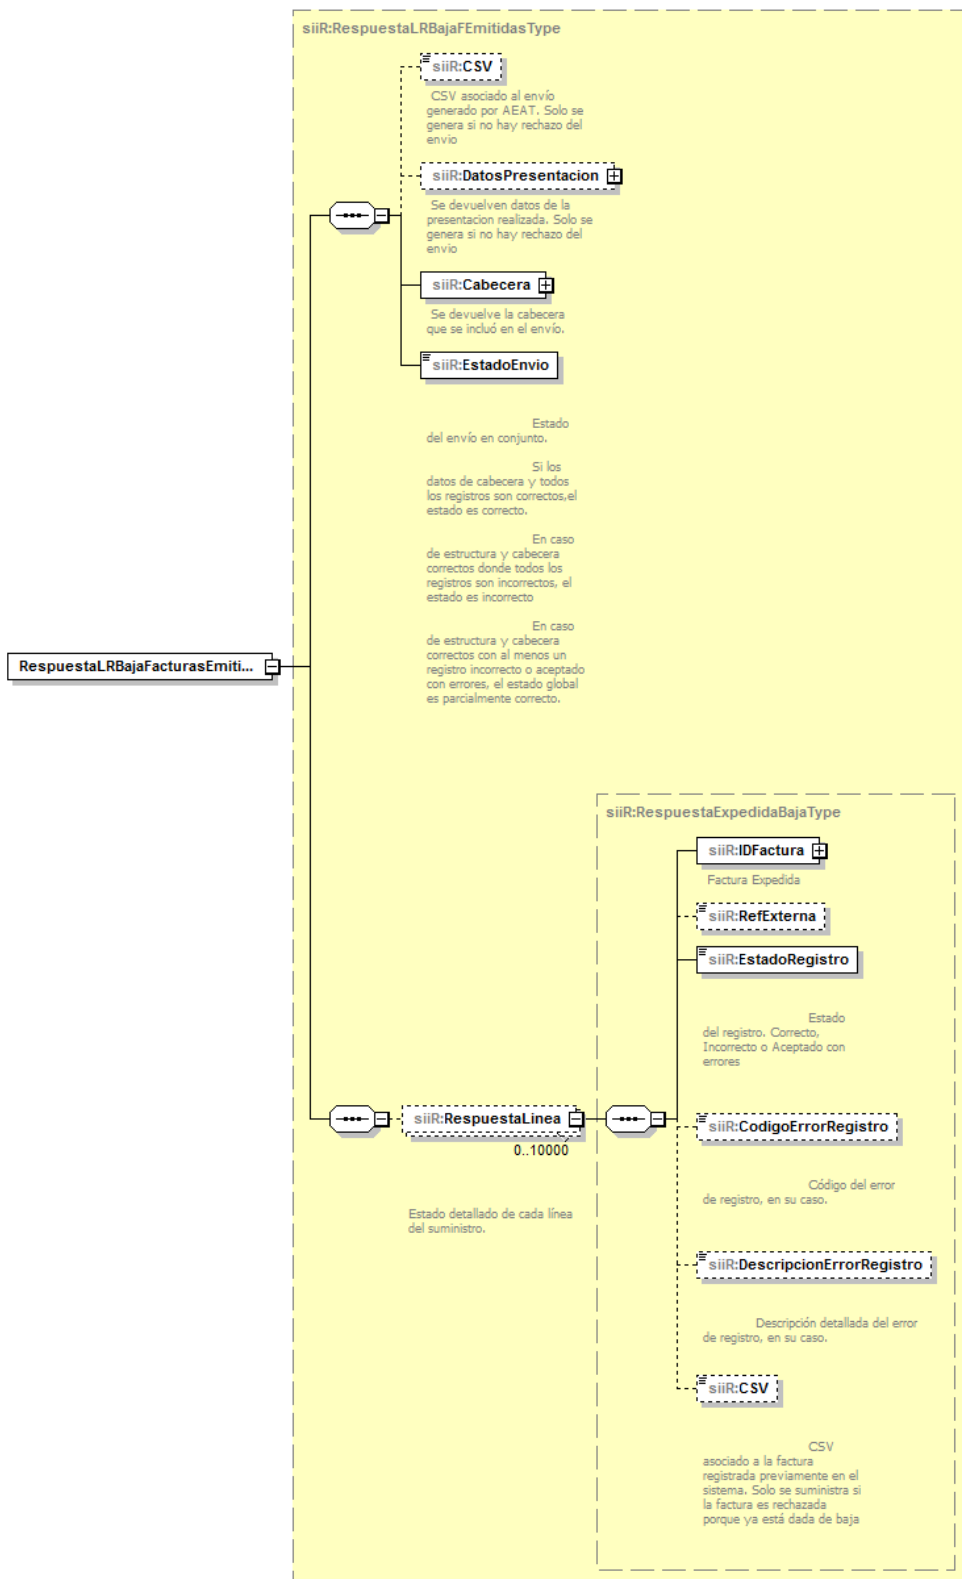 siiR:RespuestaLRBajaFEmitidasType
siiR:CSV
CSV asociado al envío
generado por AEAT. Solo se
genera si no hay rechazo del
envio
siiR:DatosPresentacion
Se devuelven datos de la
presentacion realizada. Solo se
genera si no hay rechazo del
envio
siiR:Cabecera
Se devuelve la cabecera
que se incluó en el envío.
siiR:EstadoEnvio
Estado
del envío en conjunto.
Si los
datos de cabecera y todos
los registros son correctos,el
estado es correcto.
En caso
de estructura y cabecera
correctos donde todos los
registros son incorrectos, el
estado es incorrecto
En caso
de estructura y cabecera
correctos con al menos un
registro incorrecto o aceptado
con errores, el estado global
es parcialmente correcto.
RespuestaLRBajaFacturasEmiti...
siiR:RespuestaExpedidaBajaType
siiR:IDFactura
Factura Expedida
siiR:RefExterna
siiR:EstadoRegistro
Estado
del registro. Correcto,
Incorrecto o Aceptado con
errores
siiR:RespuestaLinea
0..10000
Estado detallado de cada línea
del suministro.
siiR:CodigoErrorRegistro
Código del error
de registro, en su caso.
siiR:DescripcionErrorRegistro
Descripción detallada del error
de registro, en su caso.
siiR:CSV
CSV
asociado a la factura
registrada previamente en el
sistema. Solo se suministra si
la factura es rechazada
porque ya está dada de baja